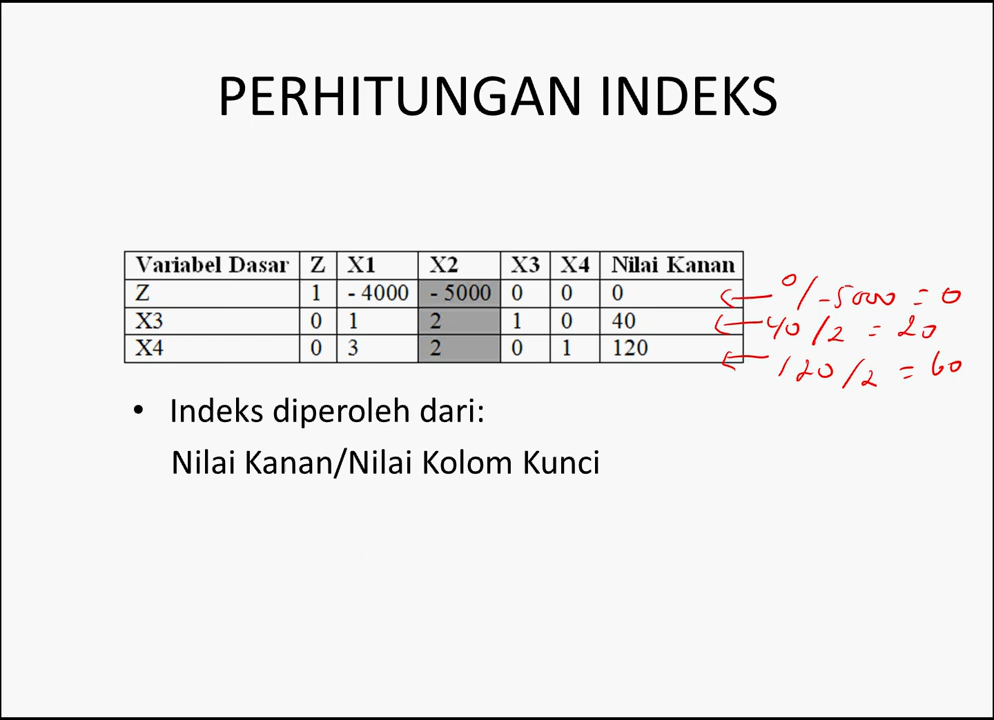 PERHITUNGAN INDEKS
Variabel Dasar Z X1 X2 X3 X4 Nilai Kanan
Z 1 - 4000 - 5000 0 0 0 0/-5000 = 0
X3 0 1 2 1 0 40 40/2 = 20
X4 0 3 2 0 1 120 120/2 = 60
• Indeks diperoleh dari:
Nilai Kanan/Nilai Kolom Kunci